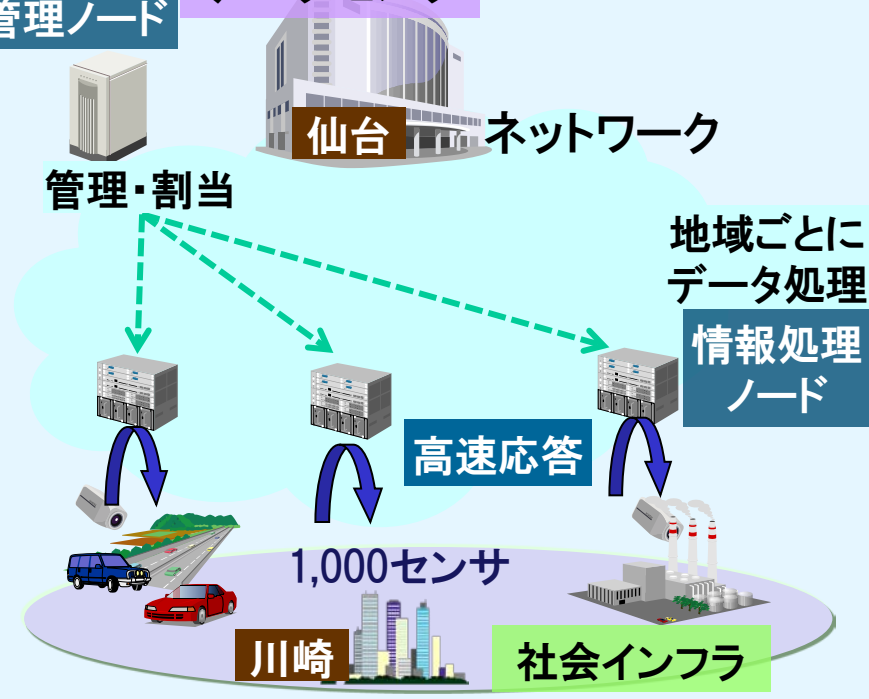 管理ノード
仙台
ネットワーク
管理・割当
地域ごとに
データ処理
情報処理
ノード
高速応答
1,000センサ
川崎
社会インフラ